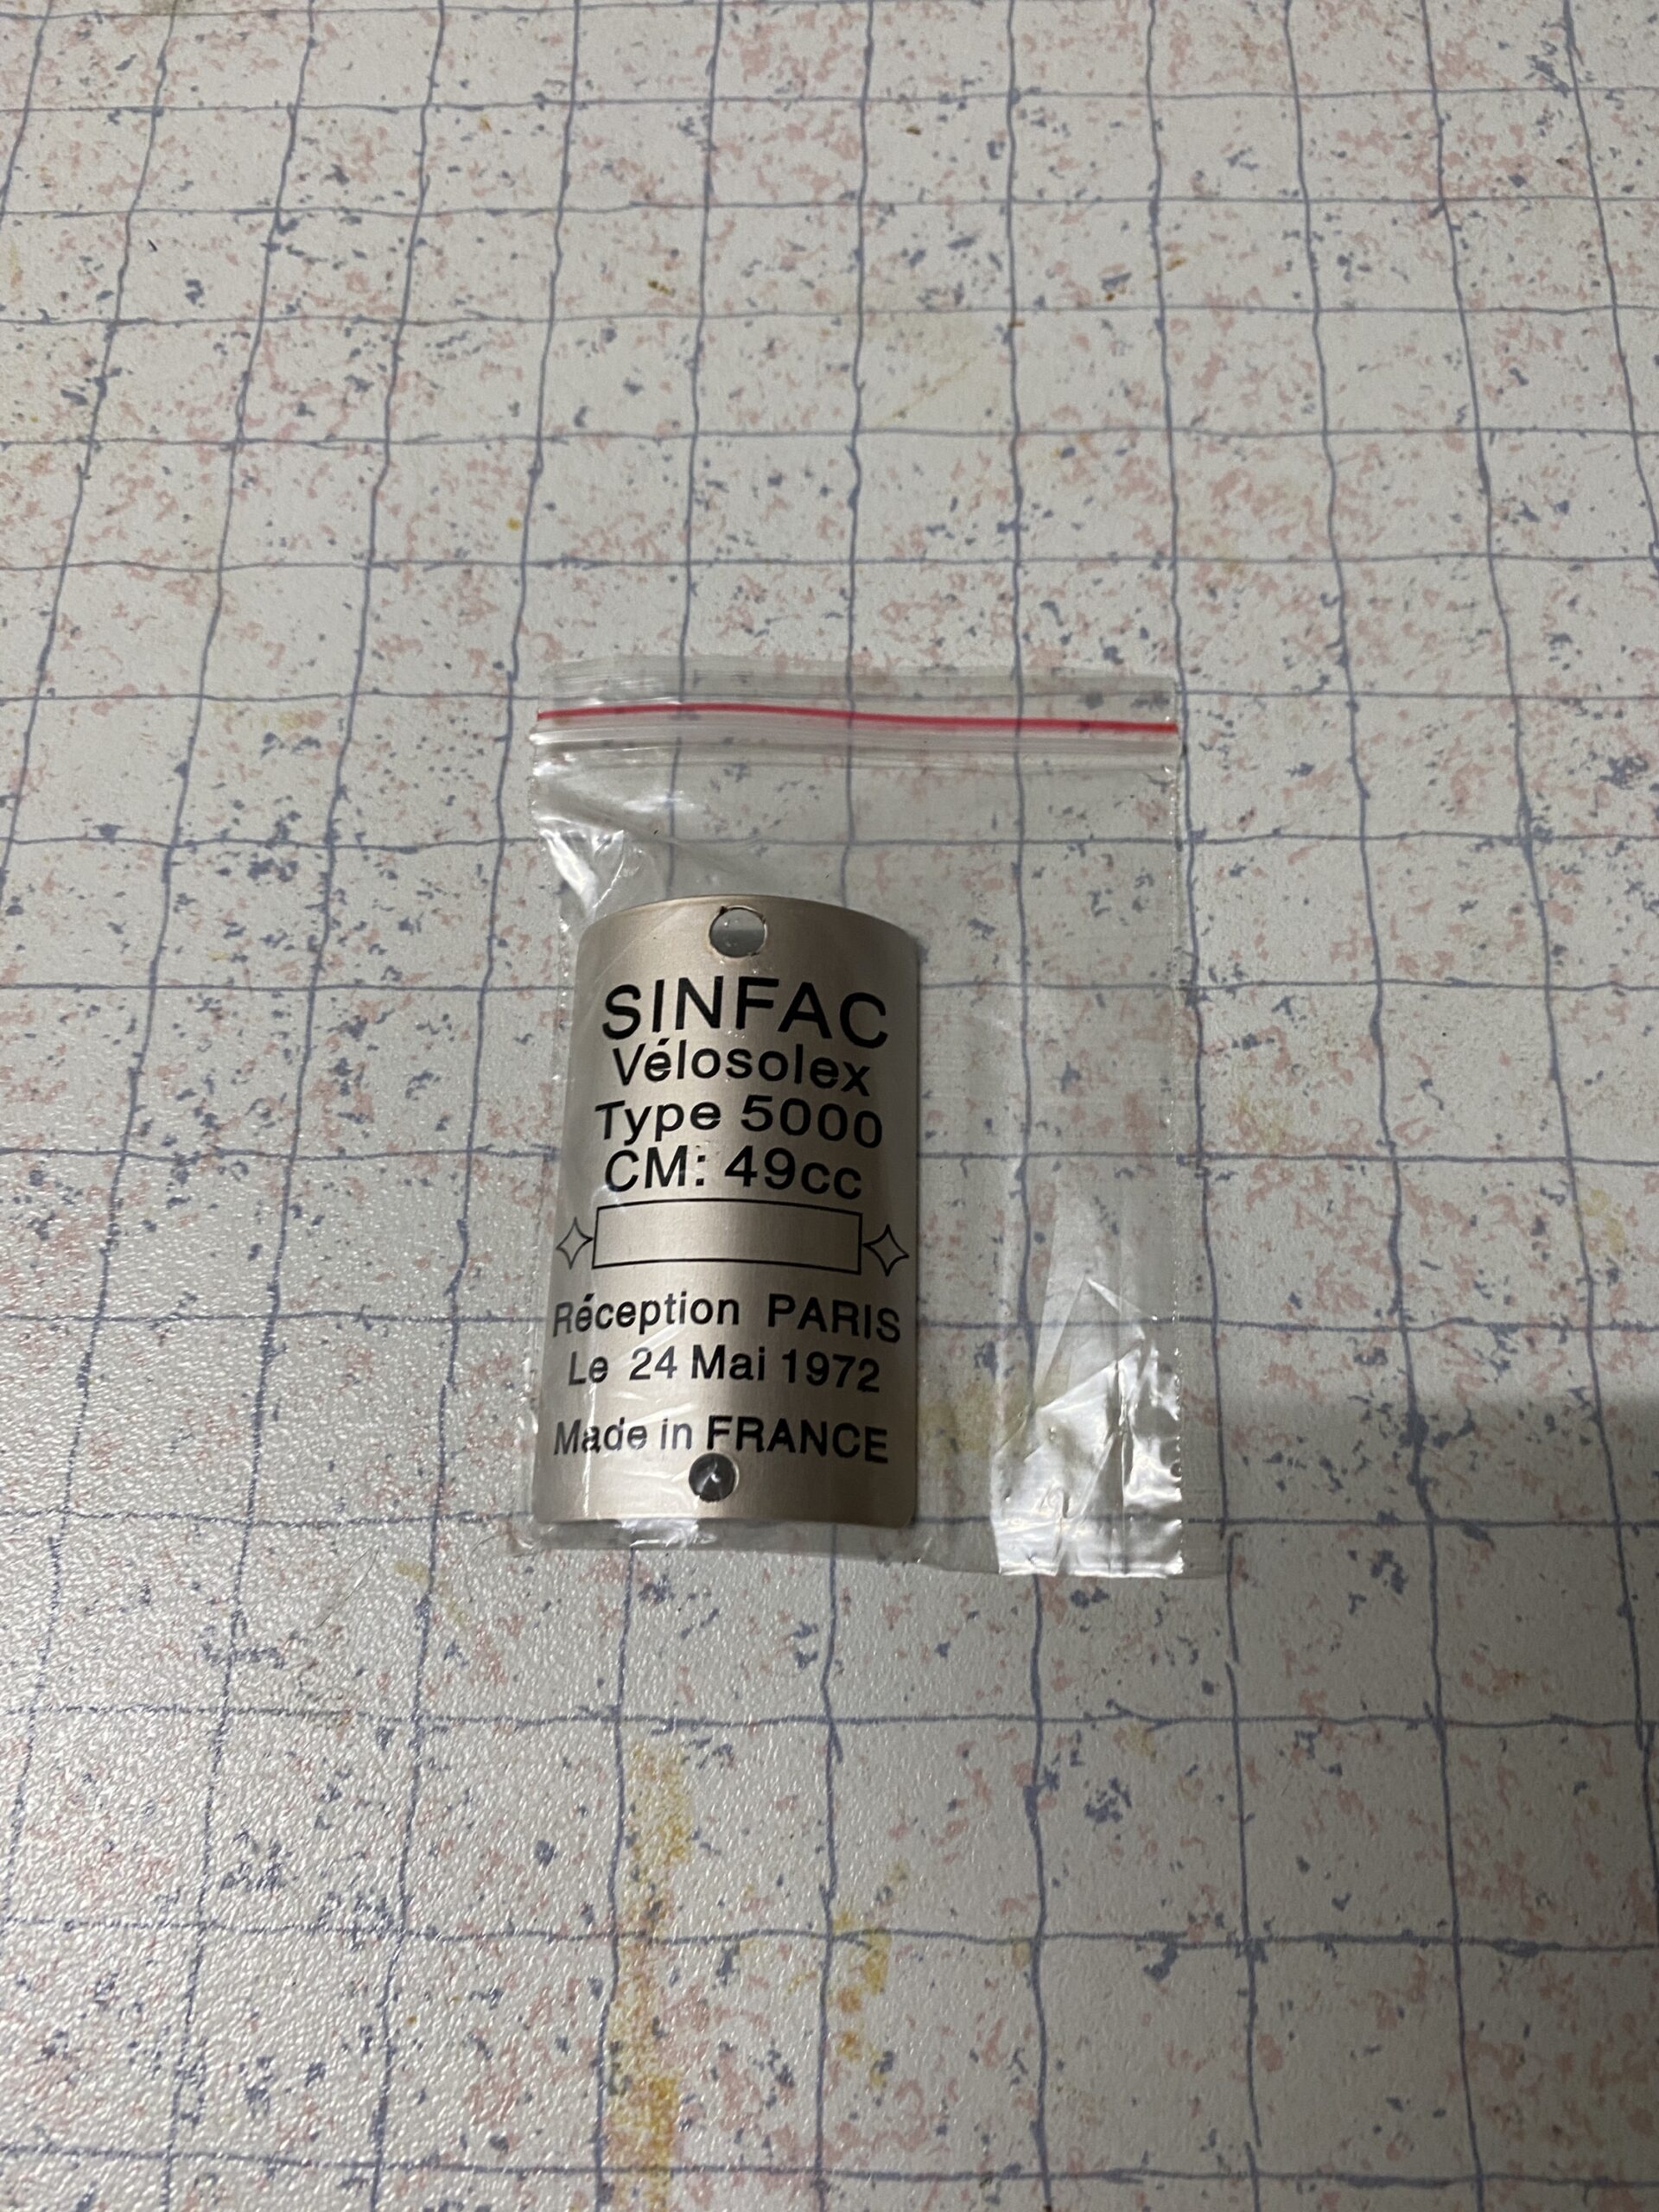 SINFAC
Vélosolex
Type 5000
CM: 49cc
Réception PARIS
Le 24 Mai 1972
Made in FRANCE